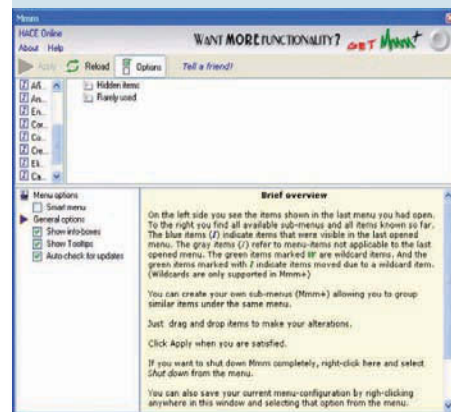 Mmm
HACE Online
About Help
WANT MORE FUNCTIONALITY? GET Mmm+
Apply Reload Options Tell a friend!
Afl...
An...
En...
Cor...
Co...
Cre...
Ek...
Ca...
Hidden items
Rarely used
Menu options
Smart menu
General options
Show info-boxes
Show Tooltips
Auto-check for updates
Brief overview
On the left side you see the items shown in the last menu you had open.
To the right you find all available sub-menus and all items known so far.
The blue items (I) indicate items that were visible in the last opened
menu. The gray items (I) refer to menu-items not applicable to the last
opened menu. The green items marked W are wildcard items. And the
green items marked with I indicate items moved due to a wildcard item.
(Wildcards are only supported in Mmm+)
You can create your own sub-menus (Mmm+) allowing you to group
similar items under the same menu.
Just drag and drop items to make your alterations.
Click Apply when you are satisfied.
If you want to shut down Mmm completely, right-click here and select
Shut down from the menu.
You can also save your current menu-configuration by righ-clicking
anywhere in this window and selecting that option from the menu.